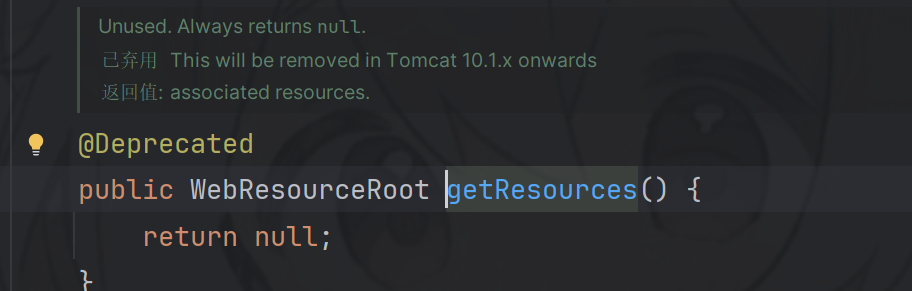 Unused. Always returns null.
已弃用 This will be removed in Tomcat 10.1.x onwards
返回值: associated resources.
@Deprecated
public WebResourceRoot getResources() {
return null;
}